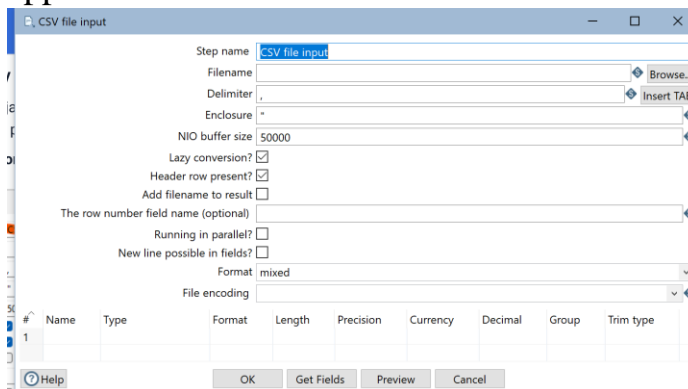 CSV file input
Step name CSV file input
Filename Browse..
Delimiter , Insert TAB
Enclosure "
NIO buffer size 50000
Lazy conversion?
Header row present?
Add filename to result
The row number field name (optional)
Running in parallel?
New line possible in fields?
Format mixed
File encoding
# Name Type Format Length Precision Currency Decimal Group Trim type
1
Help OK Get Fields Preview Cancel